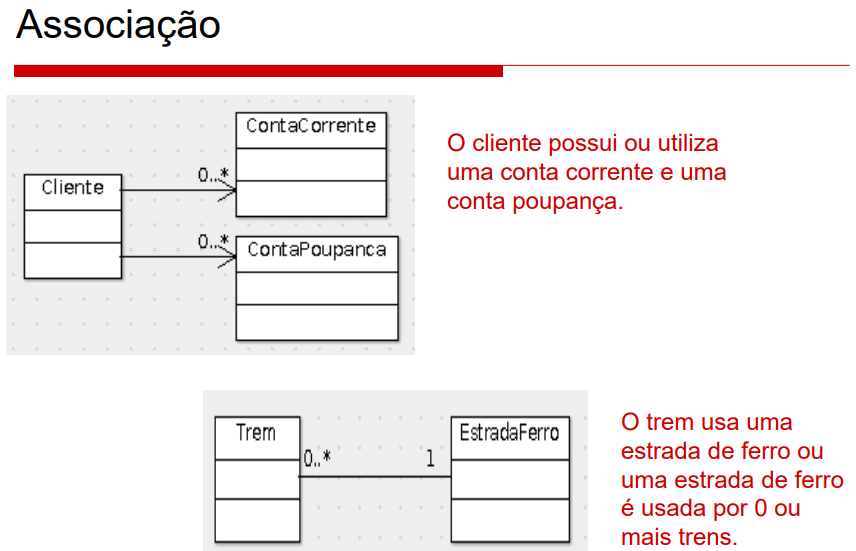 Associação
ContaCorrente
0..*
Cliente
0..*
ContaPoupanca
O cliente possui ou utiliza
uma conta corrente e uma
conta poupança.
Trem
0..*
1
EstradaFerro
O trem usa uma
estrada de ferro ou
uma estrada de ferro
é usada por 0 ou
mais trens.